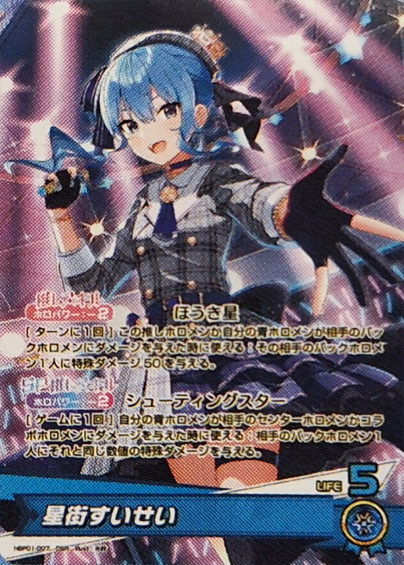 推しスキル
ホロパワー：-2
ほうき星
[ターンに1回]この推しホロメンか自分の青ホロメンが相手のバッ
クホロメンにダメージを与えた時に使える：その相手のバックホロメ
ン1人に特殊ダメージ50を与える。
SP推しスキル
ホロパワー：-2
シューティングスター
[ゲームに1回]自分の青ホロメンが相手のセンターホロメンかコラ
ボホロメンにダメージを与えた時に使える：相手のバックホロメン1
人にそれと同じ数値の特殊ダメージを与える。
LIFE 5
星街すいせい